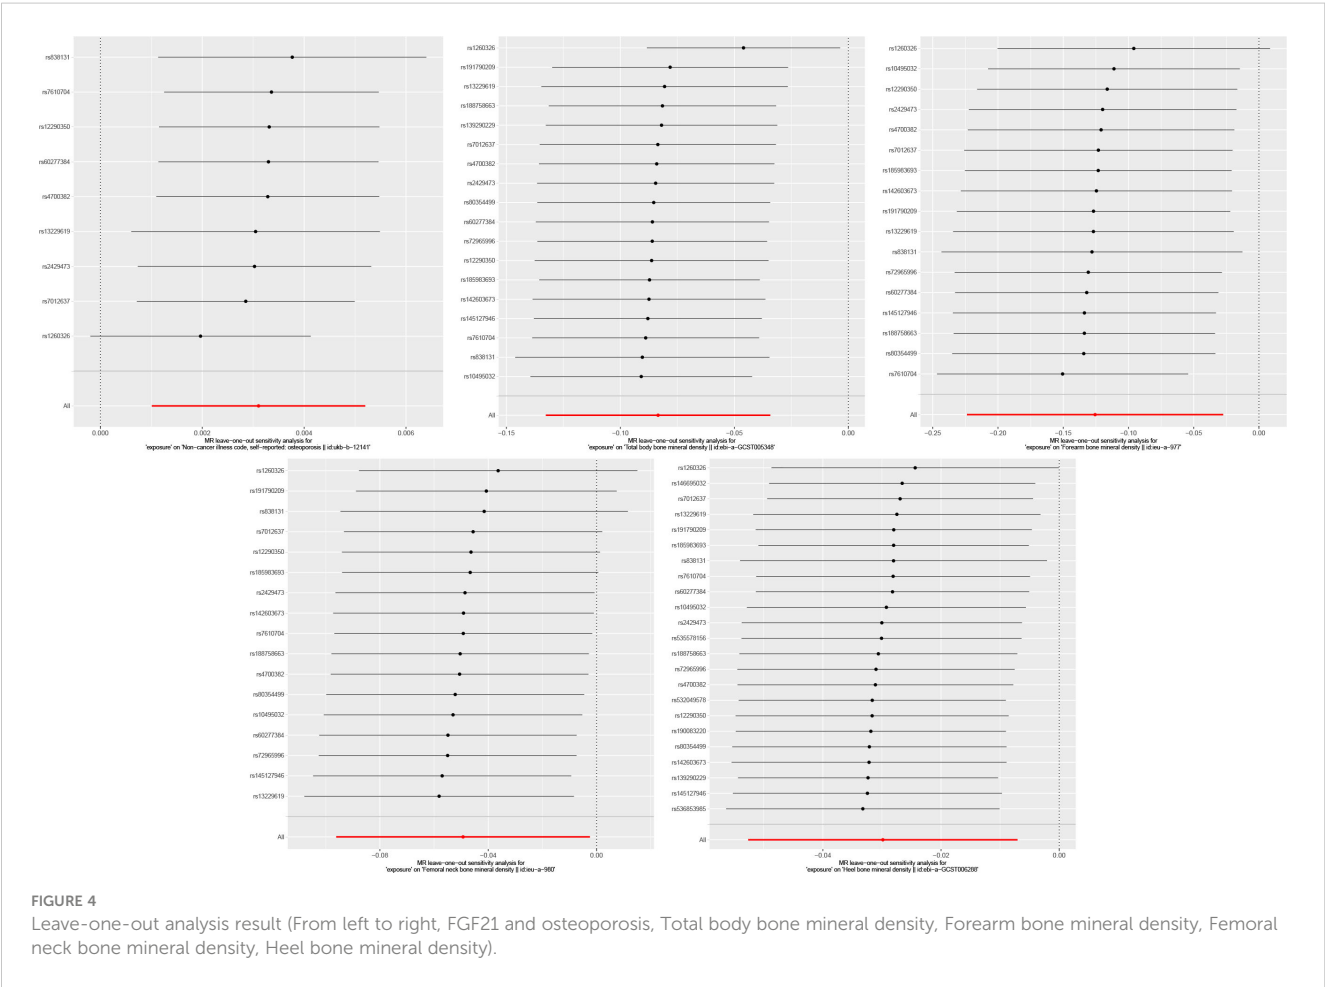 rs838131
rs7610704
rs12290350
rs60277384
rs4700382
rs13229619
rs2429473
rs7012637
rs1260326
All
0.000 0.002 0.004 0.006
MR leave-one-out sensitivity analysis for
'exposure' on 'Non-cancer illness code, self-reported: osteoporosis || id:ukb-b-12141'
rs1260326
rs191790209
rs13229619
rs188758663
rs139290229
rs7012637
rs4700382
rs2429473
rs80354499
rs60277384
rs72965996
rs12290350
rs185983693
rs142603673
rs145127946
rs7610704
rs838131
rs10495032
All
−0.15 −0.10 −0.05 0.00
MR leave-one-out sensitivity analysis for
'exposure' on 'Total body bone mineral density || id:ebi-a-GCST005348'
rs1260326
rs10495032
rs12290350
rs2429473
rs4700382
rs7012637
rs185983693
rs142603673
rs191790209
rs13229619
rs838131
rs72965996
rs60277384
rs145127946
rs188758663
rs80354499
rs7610704
All
−0.25 −0.20 −0.15 −0.10 −0.05 0.00
MR leave-one-out sensitivity analysis for
'exposure' on 'Forearm bone mineral density || id:ieu-a-977'
rs1260326
rs191790209
rs838131
rs7012637
rs12290350
rs185983693
rs2429473
rs142603673
rs7610704
rs188758663
rs4700382
rs80354499
rs10495032
rs60277384
rs72965996
rs145127946
rs13229619
All
−0.08 −0.04 0.00
MR leave-one-out sensitivity analysis for
'exposure' on 'Femoral neck bone mineral density || id:ieu-a-980'
rs1260326
rs146695032
rs7012637
rs13229619
rs191790209
rs185983693
rs838131
rs7610704
rs60277384
rs10495032
rs2429473
rs535578156
rs188758663
rs72965996
rs4700382
rs532049578
rs12290350
rs190083220
rs80354499
rs142603673
rs139290229
rs145127946
rs536853985
All
−0.04 −0.02 0.00
MR leave-one-out sensitivity analysis for
'exposure' on 'Heel bone mineral density || id:ebi-a-GCST006288'
FIGURE 4
Leave-one-out analysis result (From left to right, FGF21 and osteoporosis, Total body bone mineral density, Forearm bone mineral density, Femoral
neck bone mineral density, Heel bone mineral density).